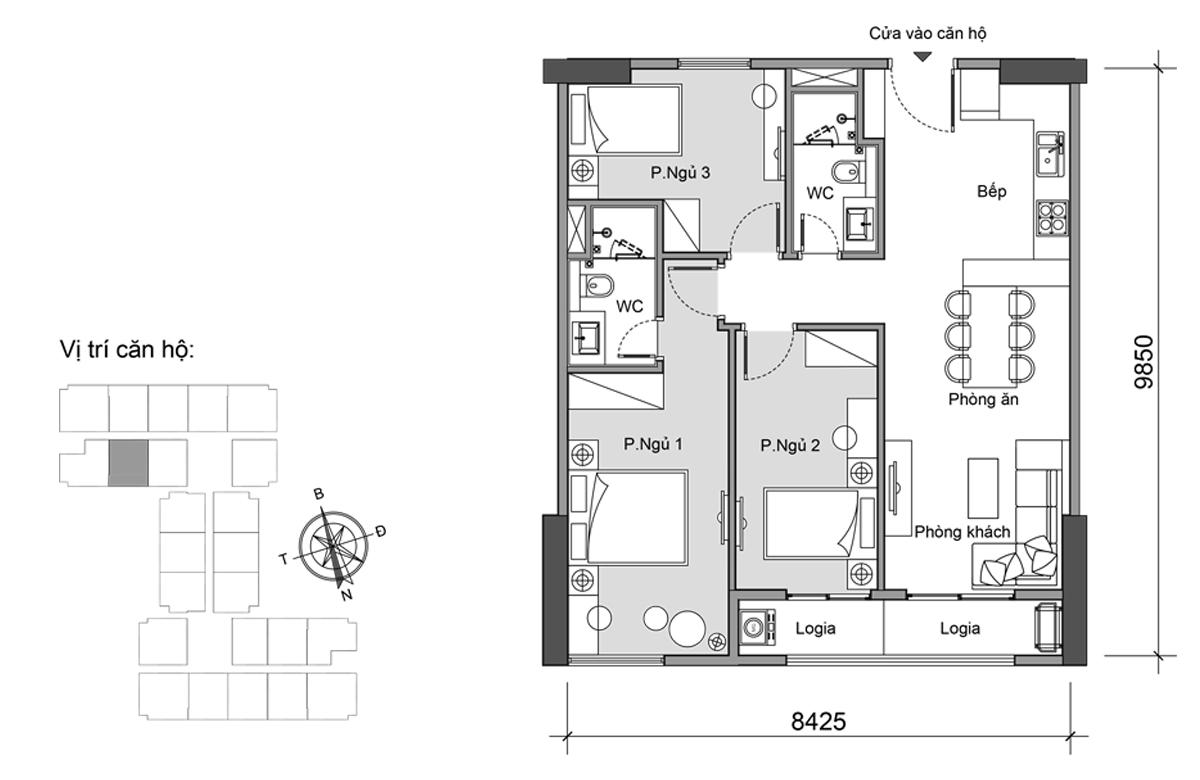 Cửa vào căn hộ
P.Ngủ 3
WC
Bếp
WC
Vị trí căn hộ:
9850
Phòng ăn
P.Ngủ 1
P.Ngủ 2
B
Đ
T
N
Phòng khách
Logia
Logia
8425